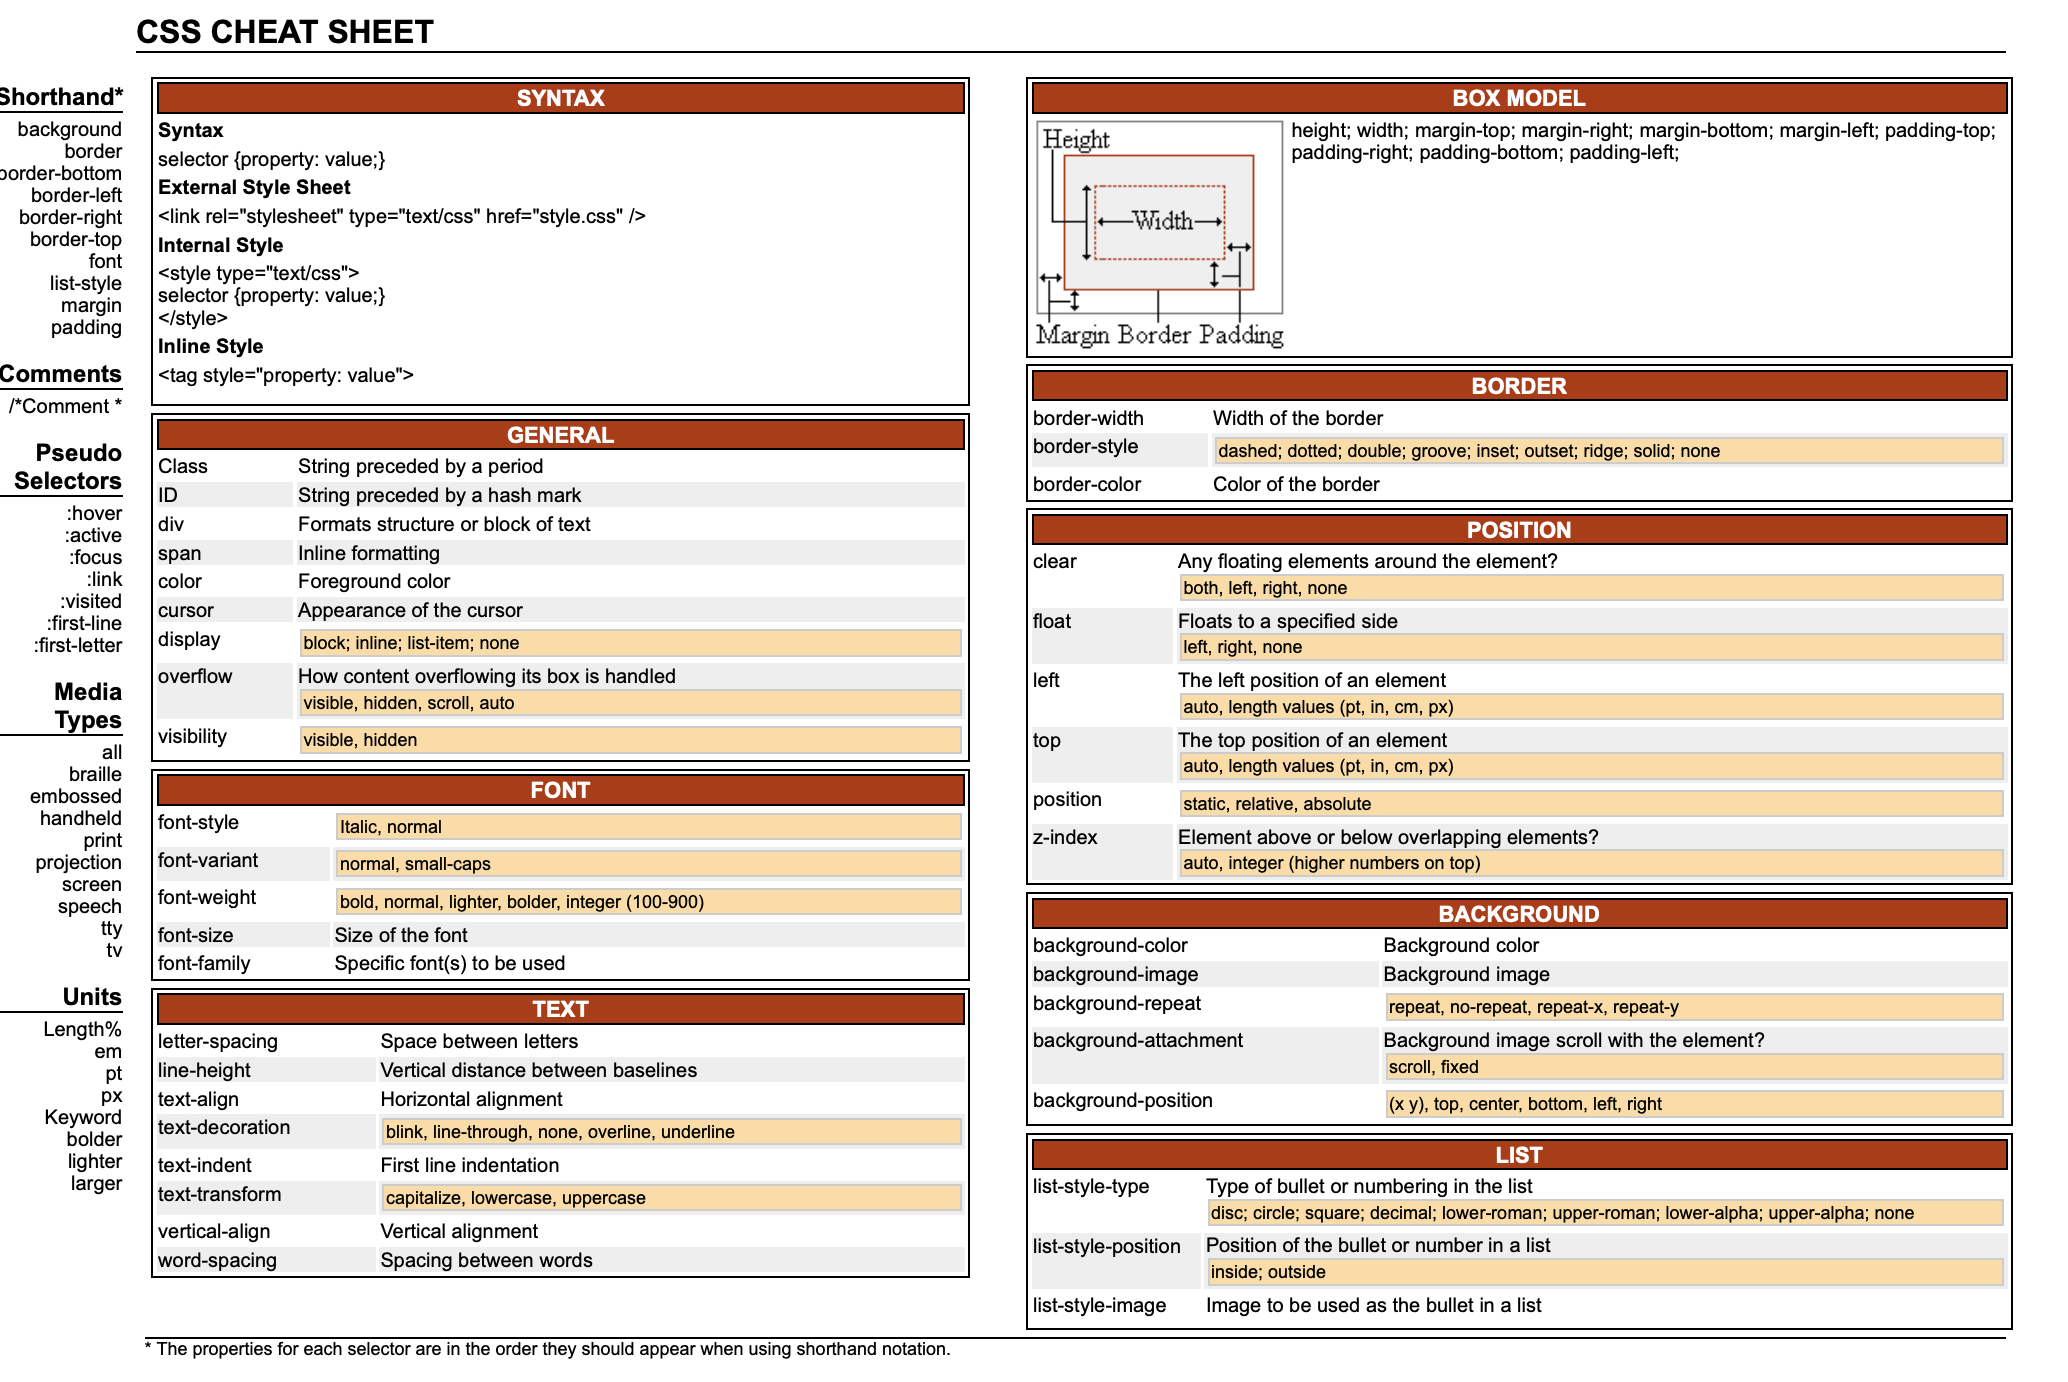 CSS CHEAT SHEET
Shorthand*
background
border
border-bottom
border-left
border-right
border-top
font
list-style
margin
padding
Comments
/*Comment *
Pseudo
Selectors
:hover
:active
:focus
:link
:visited
:first-line
:first-letter
Media
Types
all
braille
embossed
handheld
print
projection
screen
speech
tty
tv
Units
Length%
em
pt
px
Keyword
bolder
lighter
larger
SYNTAX
Syntax
selector {property: value;}
External Style Sheet
<link rel="stylesheet" type="text/css" href="style.css" />
Internal Style
<style type="text/css">
selector {property: value;}
</style>
Inline Style
<tag style="property: value">
GENERAL
Class String preceded by a period
ID String preceded by a hash mark
div Formats structure or block of text
span Inline formatting
color Foreground color
cursor Appearance of the cursor
display block; inline; list-item; none
overflow How content overflowing its box is handled
visible, hidden, scroll, auto
visibility visible, hidden
FONT
font-style Italic, normal
font-variant normal, small-caps
font-weight bold, normal, lighter, bolder, integer (100-900)
font-size Size of the font
font-family Specific font(s) to be used
TEXT
letter-spacing Space between letters
line-height Vertical distance between baselines
text-align Horizontal alignment
text-decoration blink, line-through, none, overline, underline
text-indent First line indentation
text-transform capitalize, lowercase, uppercase
vertical-align Vertical alignment
word-spacing Spacing between words
BOX MODEL
Height
Width
Margin Border Padding
height; width; margin-top; margin-right; margin-bottom; margin-left; padding-top;
padding-right; padding-bottom; padding-left;
BORDER
border-width Width of the border
border-style dashed; dotted; double; groove; inset; outset; ridge; solid; none
border-color Color of the border
POSITION
clear Any floating elements around the element?
both, left, right, none
float Floats to a specified side
left, right, none
left The left position of an element
auto, length values (pt, in, cm, px)
top The top position of an element
auto, length values (pt, in, cm, px)
position static, relative, absolute
z-index Element above or below overlapping elements?
auto, integer (higher numbers on top)
BACKGROUND
background-color Background color
background-image Background image
background-repeat repeat, no-repeat, repeat-x, repeat-y
background-attachment Background image scroll with the element?
scroll, fixed
background-position (x y), top, center, bottom, left, right
LIST
list-style-type Type of bullet or numbering in the list
disc; circle; square; decimal; lower-roman; upper-roman; lower-alpha; upper-alpha; none
list-style-position Position of the bullet or number in a list
inside; outside
list-style-image Image to be used as the bullet in a list
* The properties for each selector are in the order they should appear when using shorthand notation.